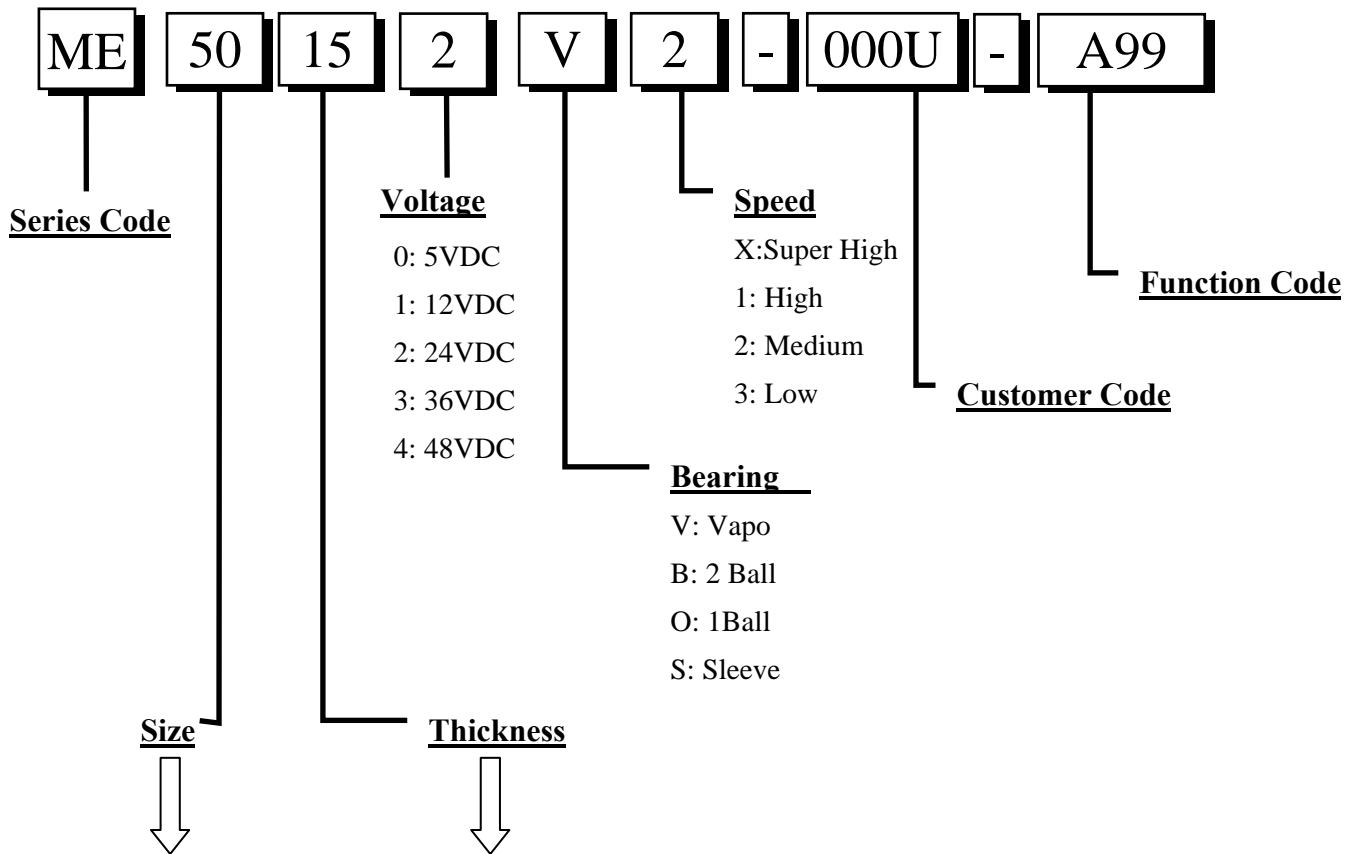 ME 50 15 2 V 2 - 000U - A99
Series Code
Voltage
0: 5VDC
1: 12VDC
2: 24VDC
3: 36VDC
4: 48VDC
Speed
X:Super High
1: High
2: Medium
3: Low
Function Code
Customer Code
Bearing
V: Vapo
B: 2 Ball
O: 1Ball
S: Sleeve
Size
Thickness